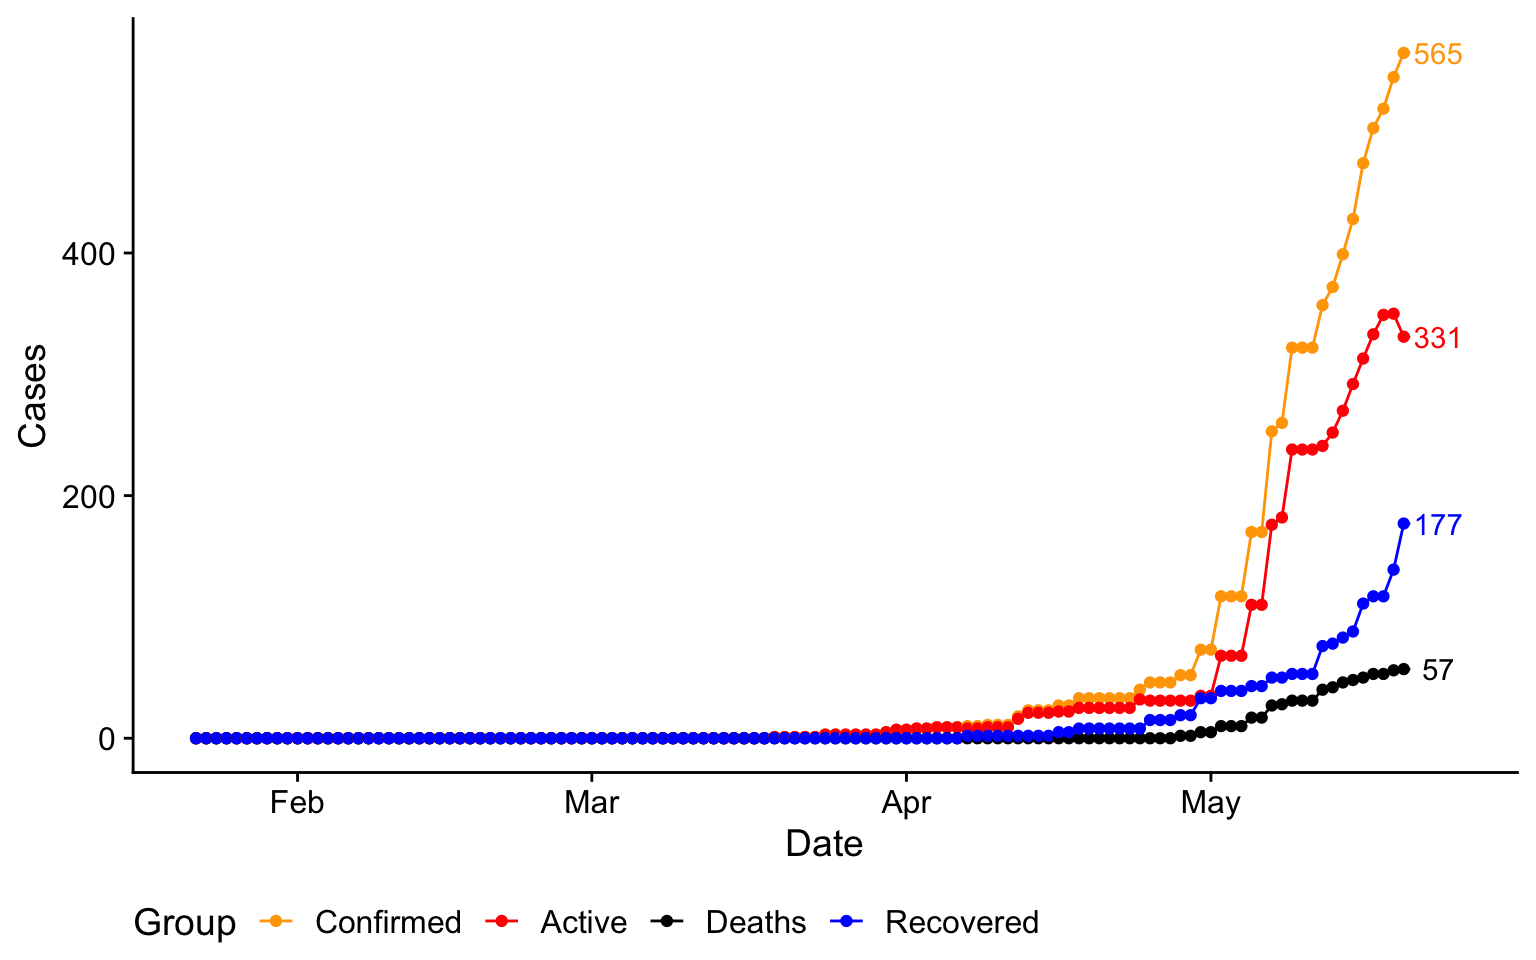 565
400
331
Cases
200
177
57
0
Feb Mar Apr May
Date
Group Confirmed Active Deaths Recovered